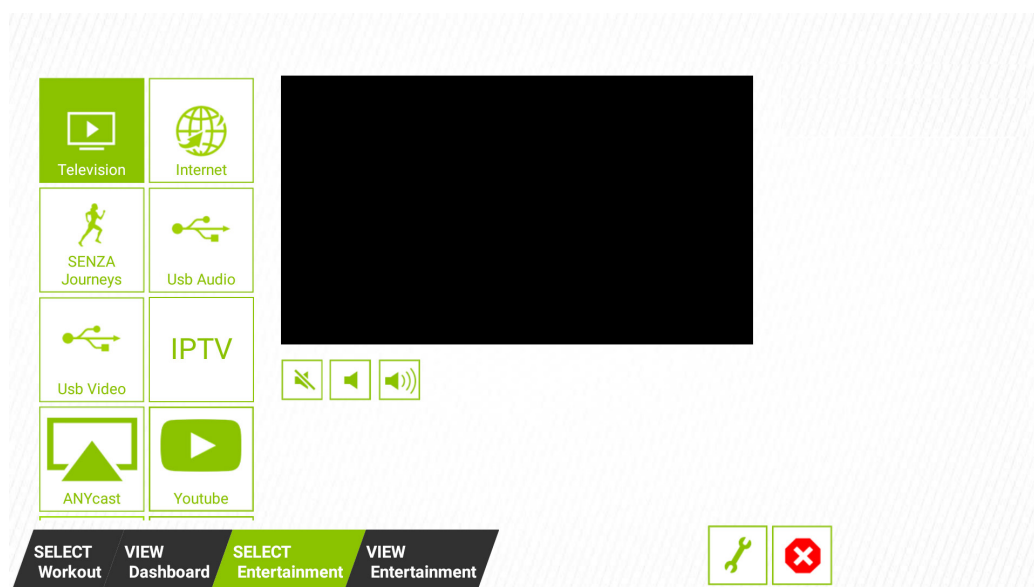 Television
Internet
SENZA
Journeys
Usb Audio
Usb Video
IPTV
ANYcast
Youtube
SELECT
Workout
VIEW
Dashboard
SELECT
Entertainment
VIEW
Entertainment